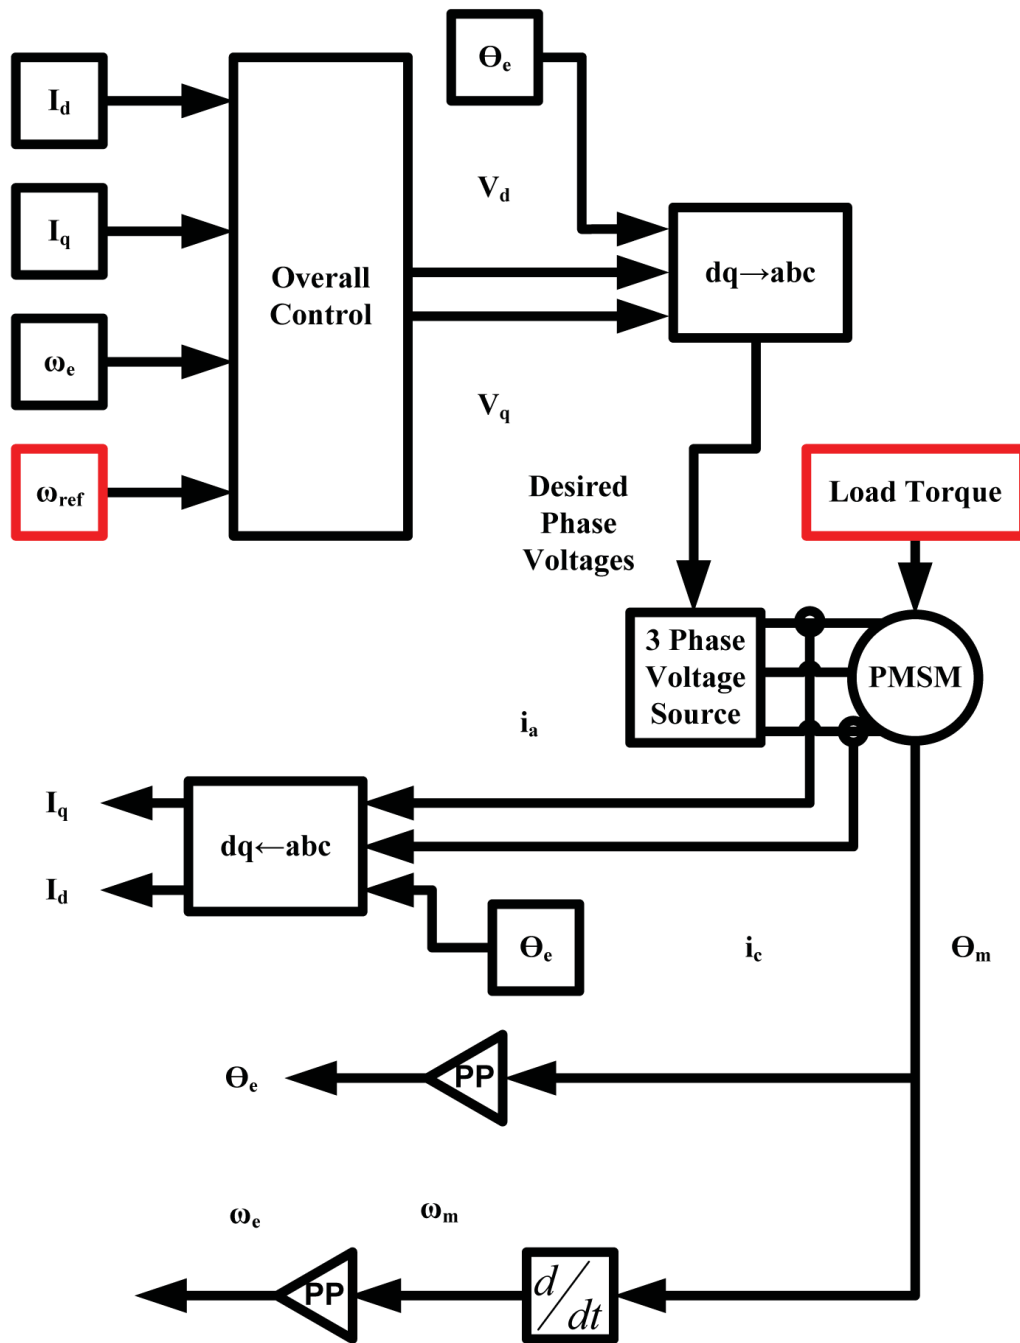 Θe
Id
Vd
Iq
dq→abc
Overall
Control
ωe
Vq
ωref
Load Torque
Desired
Phase
Voltages
3 Phase
Voltage
Source
PMSM
ia
Iq
dq←abc
Id
Θe
ic
Θm
Θe
PP
ωe
ωm
PP
d/dt